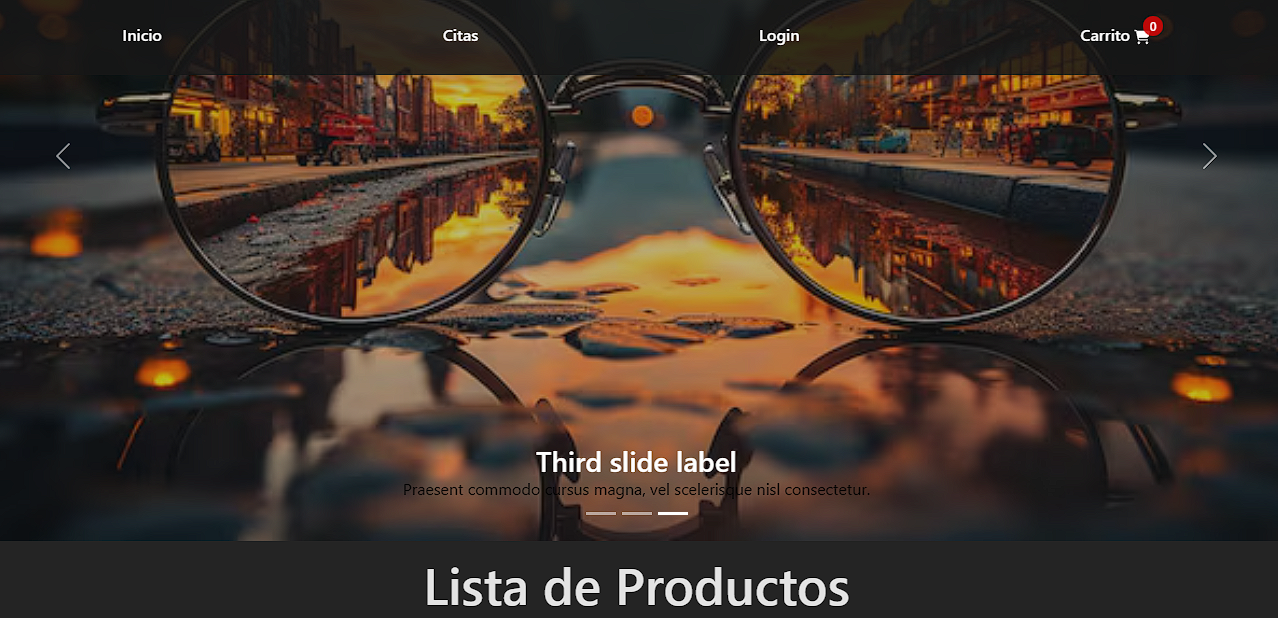 Inicio
Citas
Login
Carrito 0
Third slide label
Praesent commodo cursus magna, vel scelerisque nisl consectetur.
Lista de Productos